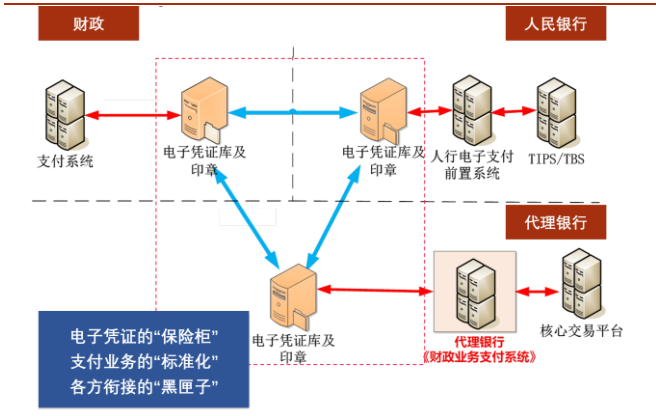 财政
人民银行
支付系统
电子凭证库及
印章
电子凭证库及
印章
人行电子支付
前置系统
TIPS/TBS
代理银行
电子凭证库及
印章
代理银行
《财政业务支付系统》
核心交易平台
电子凭证的“保险柜”
支付业务的“标准化”
各方衔接的“黑匣子”